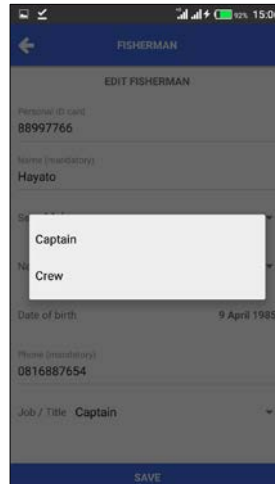 92% 15:06
FISHERMAN
EDIT FISHERMAN
Personal ID card
88997766
Name (mandatory)
Hayato
Captain
Crew
Date of birth 9 April 1985
Phone (mandatory)
0816887654
Job / Title Captain
SAVE